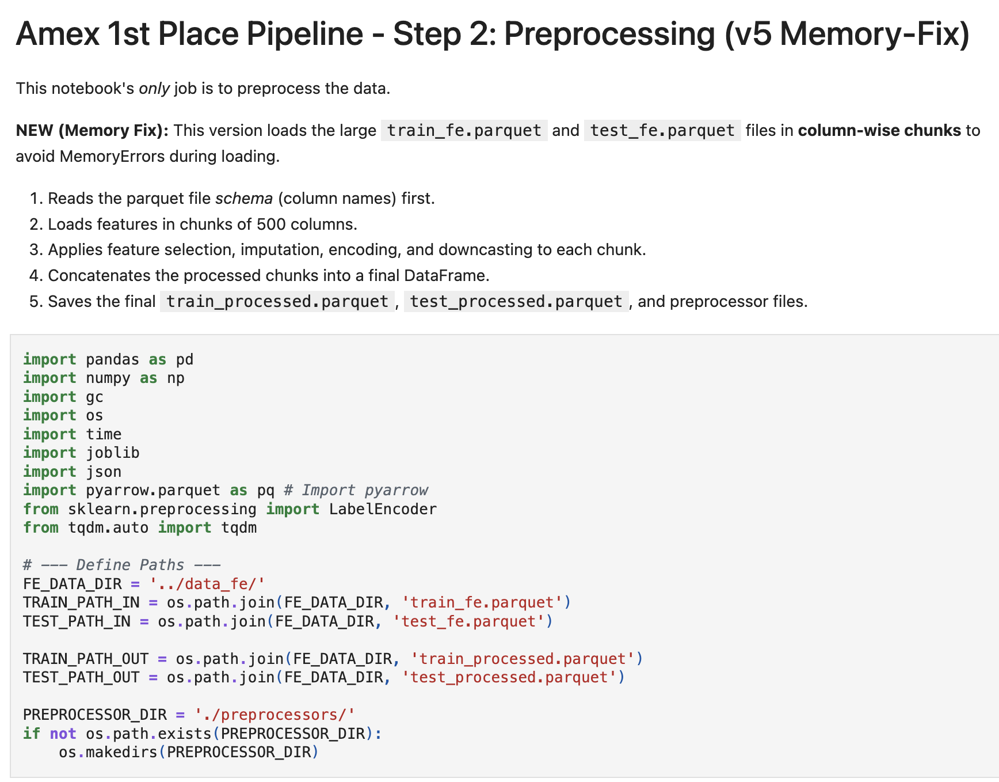 Amex 1st Place Pipeline - Step 2: Preprocessing (v5 Memory-Fix)
This notebook's only job is to preprocess the data.
NEW (Memory Fix): This version loads the large train_fe.parquet and test_fe.parquet files in column-wise chunks to
avoid MemoryErrors during loading.
1. Reads the parquet file schema (column names) first.
2. Loads features in chunks of 500 columns.
3. Applies feature selection, imputation, encoding, and downcasting to each chunk.
4. Concatenates the processed chunks into a final DataFrame.
5. Saves the final train_processed.parquet, test_processed.parquet, and preprocessor files.
import pandas as pd
import numpy as np
import gc
import os
import time
import joblib
import json
import pyarrow.parquet as pq # Import pyarrow
from sklearn.preprocessing import LabelEncoder
from tqdm.auto import tqdm
# --- Define Paths ---
FE_DATA_DIR = '../data_fe/'
TRAIN_PATH_IN = os.path.join(FE_DATA_DIR, 'train_fe.parquet')
TEST_PATH_IN = os.path.join(FE_DATA_DIR, 'test_fe.parquet')
TRAIN_PATH_OUT = os.path.join(FE_DATA_DIR, 'train_processed.parquet')
TEST_PATH_OUT = os.path.join(FE_DATA_DIR, 'test_processed.parquet')
PREPROCESSOR_DIR = './preprocessors/'
if not os.path.exists(PREPROCESSOR_DIR):
    os.makedirs(PREPROCESSOR_DIR)